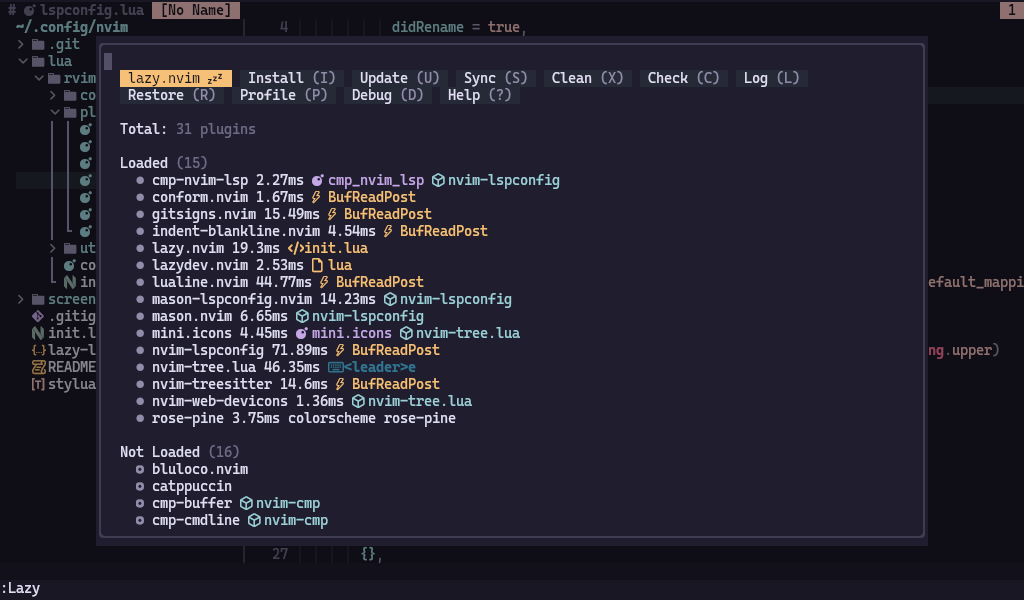 # lspconfig.lua [No Name] 1
~/.config/nvim 4 didRename = true,
.git
lua
rvim
lazy.nvim Install (I) Update (U) Sync (S) Clean (X) Check (C) Log (L)
co Restore (R) Profile (P) Debug (D) Help (?)
pl
Total: 31 plugins
Loaded (15)
cmp-nvim-lsp 2.27ms cmp_nvim_lsp nvim-lspconfig
conform.nvim 1.67ms BufReadPost
gitsigns.nvim 15.49ms BufReadPost
indent-blankline.nvim 4.54ms BufReadPost
ut lazy.nvim 19.3ms init.lua
co lazydev.nvim 2.53ms lua
in lualine.nvim 44.77ms BufReadPost efault_mappi
screen mason-lspconfig.nvim 14.23ms nvim-lspconfig
.gitig mason.nvim 6.65ms nvim-lspconfig
init.l mini.icons 4.45ms mini.icons nvim-tree.lua
lazy-l nvim-lspconfig 71.89ms BufReadPost ng.upper)
README nvim-tree.lua 46.35ms <leader>e
stylua nvim-treesitter 14.6ms BufReadPost
nvim-web-devicons 1.36ms nvim-tree.lua
rose-pine 3.75ms colorscheme rose-pine
Not Loaded (16)
bluloco.nvim
catppuccin
cmp-buffer nvim-cmp
cmp-cmdline nvim-cmp
27 {},
:Lazy